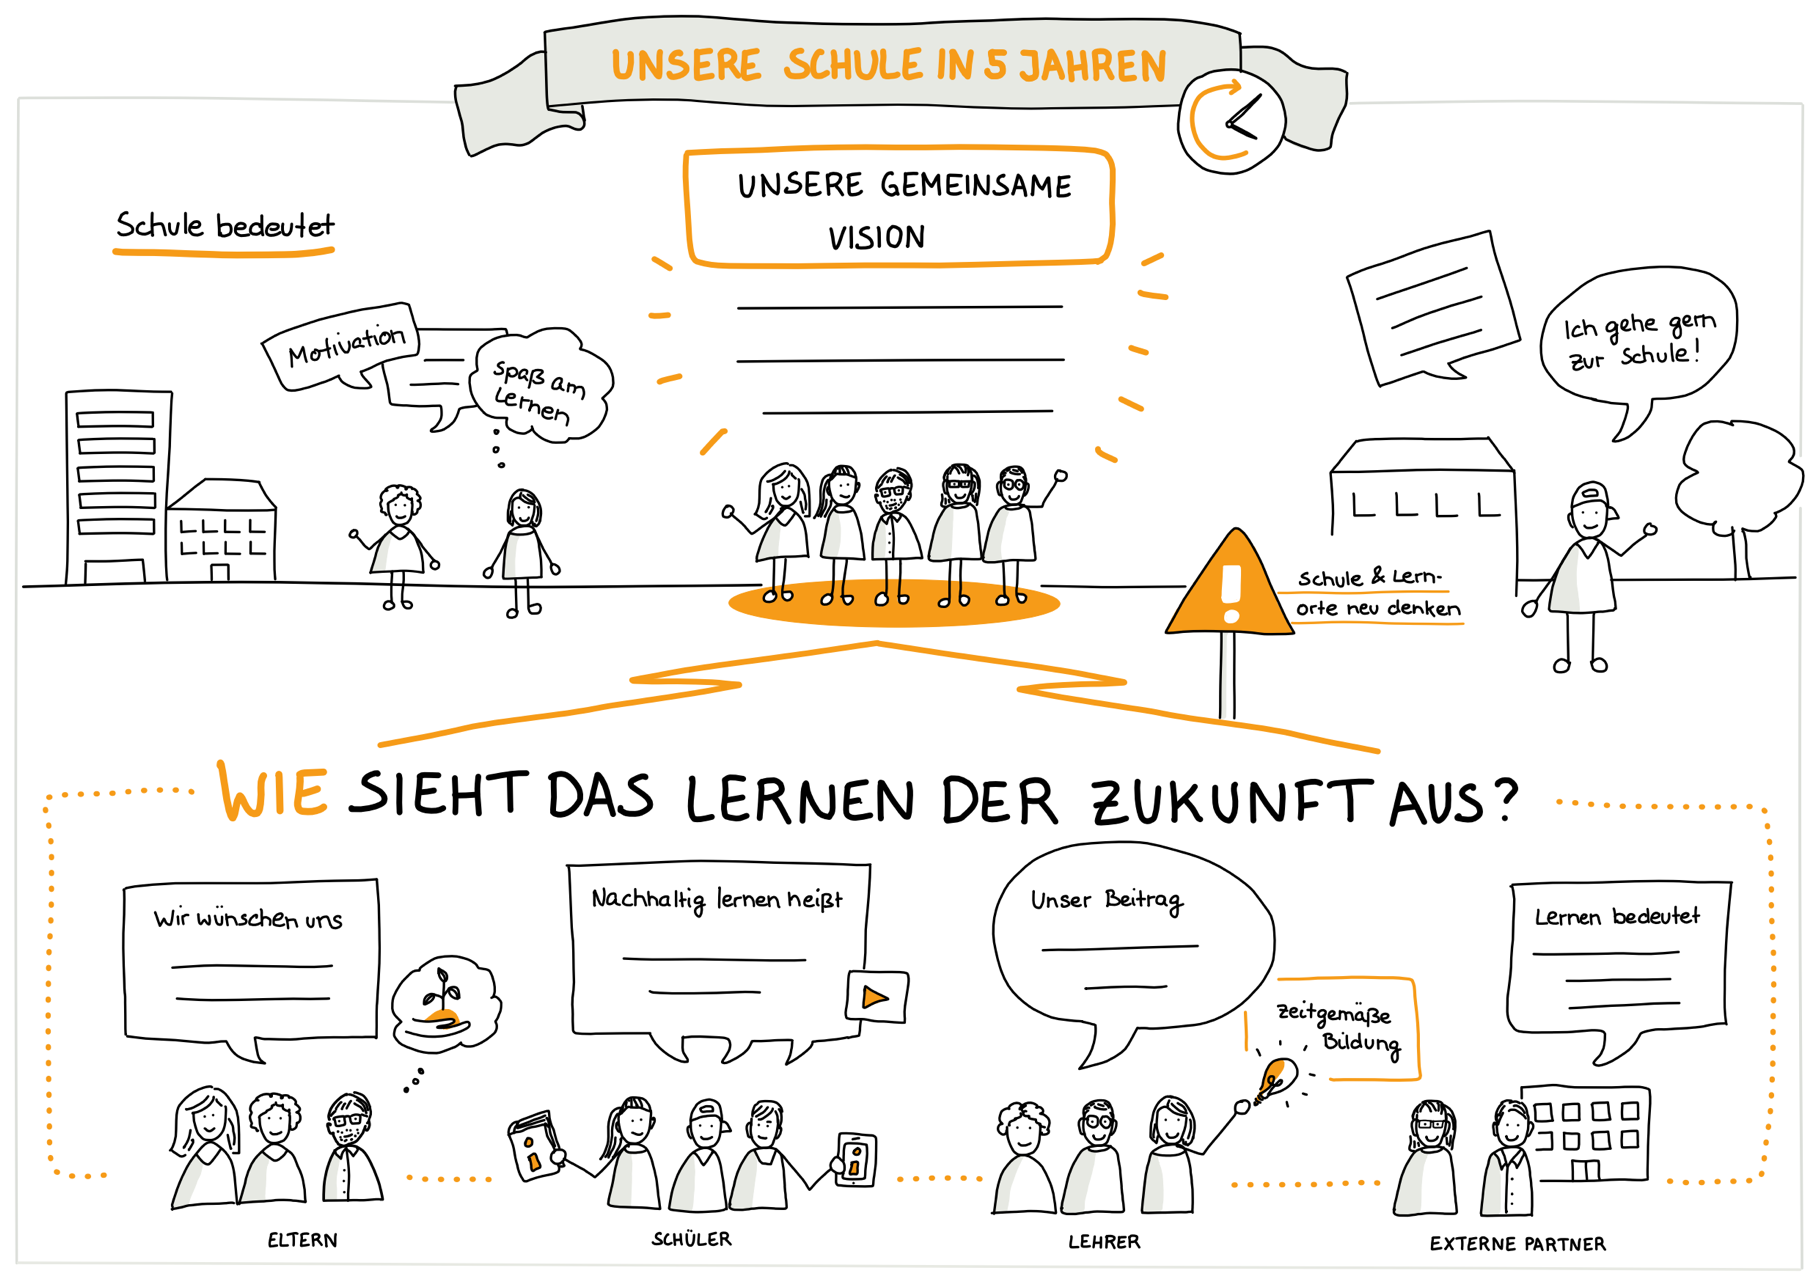 UNSERE SCHULE IN 5 JAHREN
UNSERE GEMEINSAME
VISION
Schule bedeutet
Motivation
Spaß am
Lernen
Ich gehe gern
zur Schule!
Schule & Lern-
orte neu denken
WIE SIEHT DAS LERNEN DER ZUKUNFT AUS?
Wir wünschen uns
Nachhaltig lernen heißt
Unser Beitrag
Lernen bedeutet
zeitgemäße
Bildung
ELTERN
SCHÜLER
LEHRER
EXTERNE PARTNER